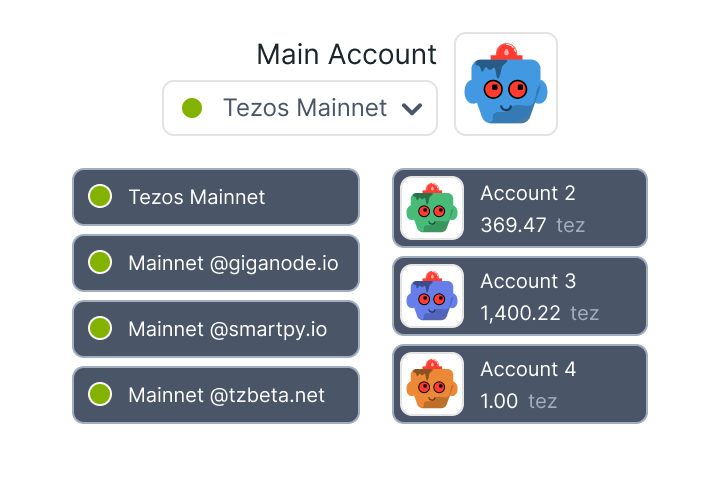 Main Account
Tezos Mainnet
Tezos Mainnet
Mainnet @giganode.io
Mainnet @smartpy.io
Mainnet @tzbeta.net
Account 2
369.47 tez
Account 3
1,400.22 tez
Account 4
1.00 tez